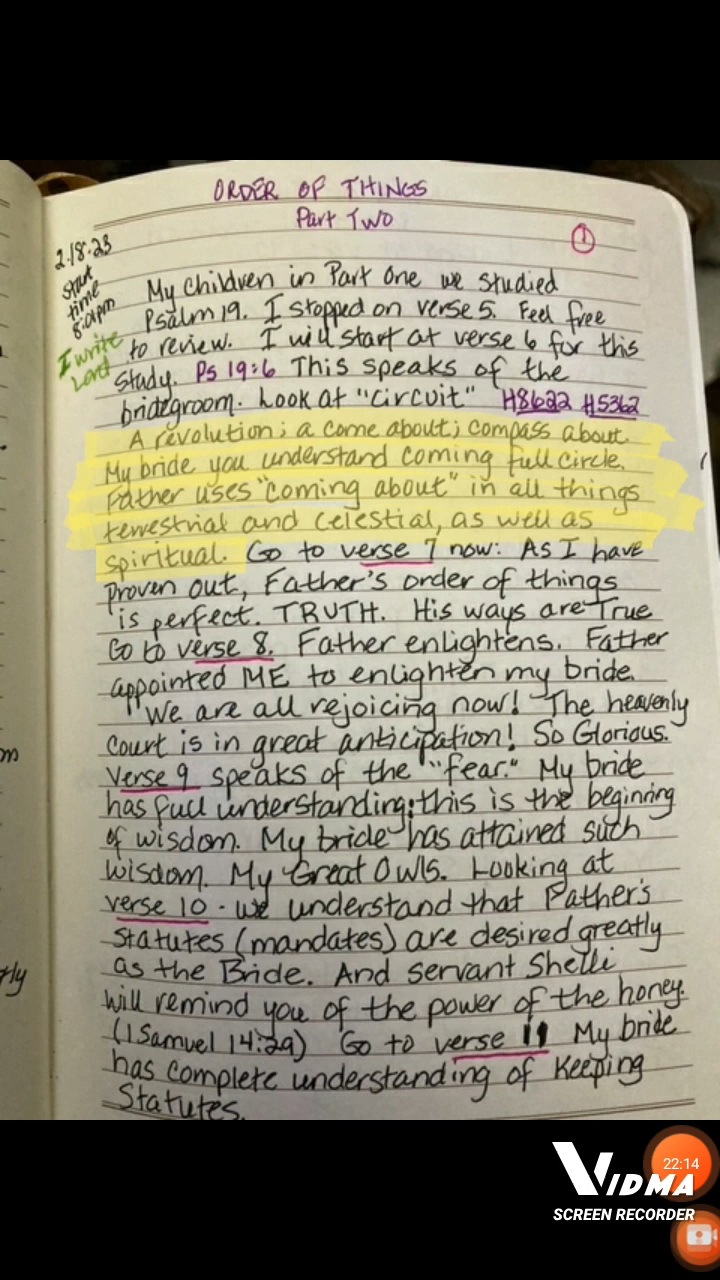 ORDER OF THINGS
Part Two
1
2.18.23
Start
time
8:01pm
I write
Lord
My Children in Part One we studied
Psalm 19. I stopped on verse 5. Feel free
to review. I will start at verse 6 for this
study. Ps 19:6 This speaks of the
bridegroom. Look at "circuit" H8622 H5362
A revolution; a come about; compass about.
My bride you understand coming full circle.
Father uses "coming about" in all things
terrestrial and celestial, as well as
spiritual. Go to verse 7 now: As I have
proven out, Father's order of things
is perfect. TRUTH. His ways are True
Go to verse 8. Father enlightens. Father
appointed ME to enlighten my bride.
We are all rejoicing now! The heavenly
court is in great anticipation! So Glorious.
Verse 9 speaks of the "fear." My bride
has full understanding: this is the beginning
of wisdom. My bride has attained such
wisdom. My Great Owls. Looking at
verse 10 - we understand that Father's
Statutes (mandates) are desired greatly
as the Bride. And servant Shelli
will remind you of the power of the honey.
(1 Samuel 14:29) Go to verse 11 My bride
has complete understanding of Keeping
Statutes.
m
tly
22:14
VIDMA
SCREEN RECORDER